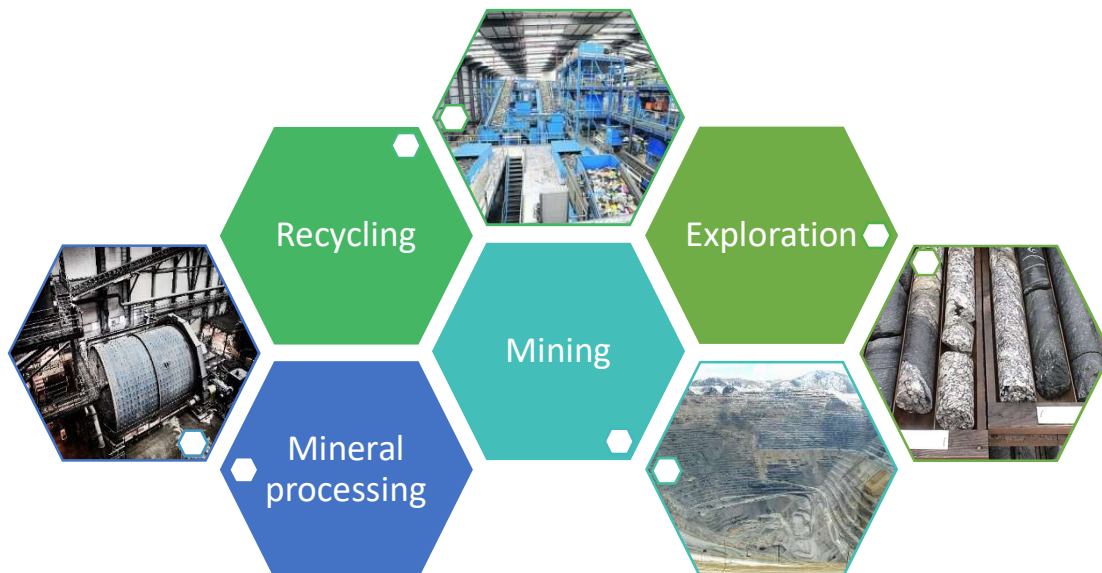 Recycling
Exploration
Mining
Mineral
processing